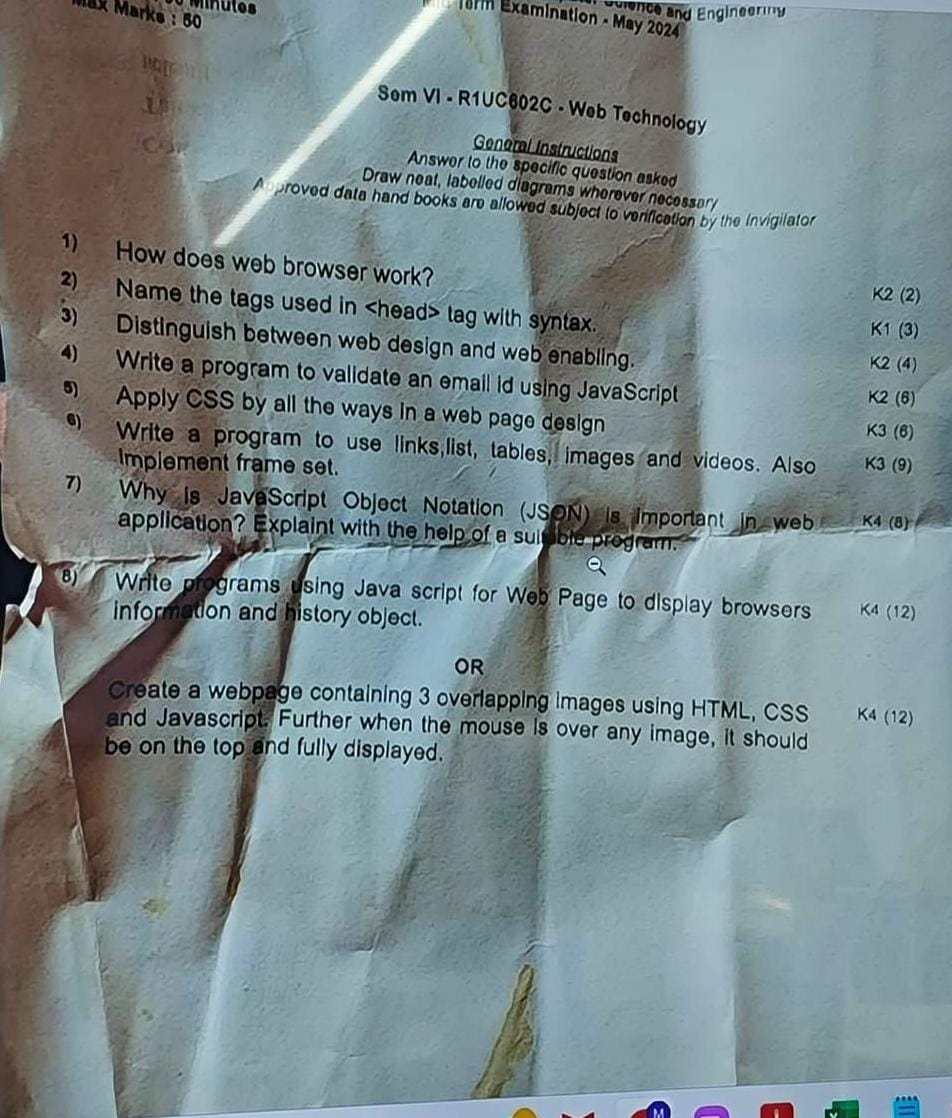 Minutes
Max Marks : 50
Term Examination - May 2024
Science and Engineering
Sem VI - R1UC602C - Web Technology
General Instructions
Answer to the specific question asked
Draw neat, labelled diagrams wherever necessary
Approved data hand books are allowed subject to verification by the Invigilator
1) How does web browser work? K2 (2)
2) Name the tags used in <head> tag with syntax. K1 (3)
3) Distinguish between web design and web enabling. K2 (4)
4) Write a program to validate an email id using JavaScript K2 (6)
5) Apply CSS by all the ways in a web page design K3 (6)
6) Write a program to use links,list, tables, images and videos. Also K3 (9)
Implement frame set.
7) Why is JavaScript Object Notation (JSON) is important in web K4 (8)
application? Explaint with the help of a suitable program.
8) Write programs using Java script for Web Page to display browsers K4 (12)
information and history object.
OR
Create a webpage containing 3 overlapping images using HTML, CSS K4 (12)
and Javascript. Further when the mouse is over any image, it should
be on the top and fully displayed.